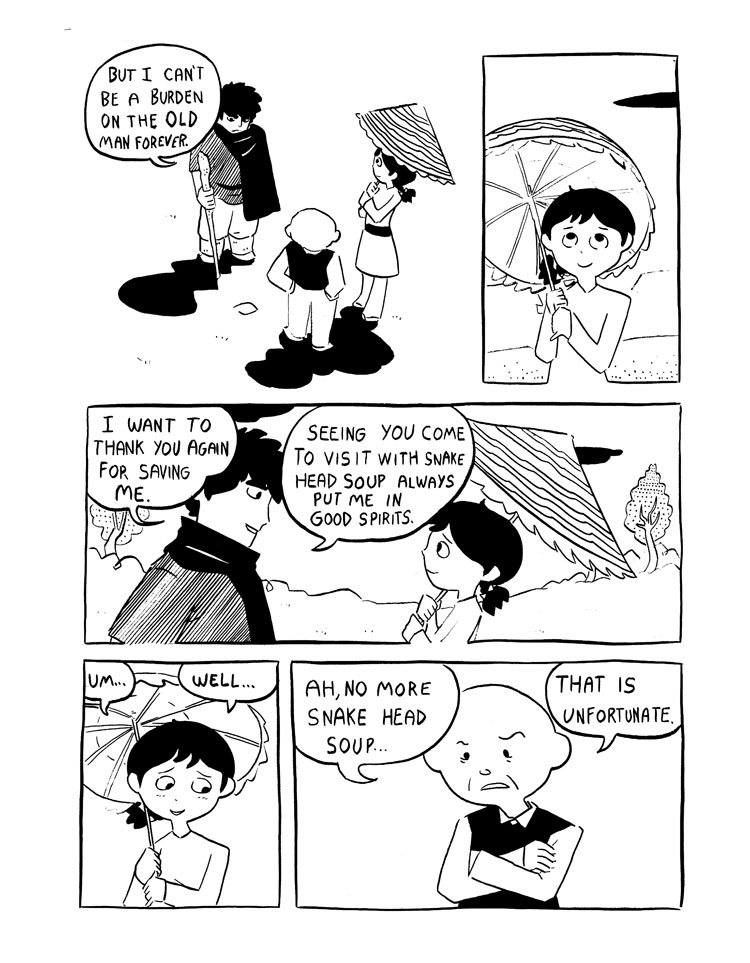 BUT I CAN'T
BE A BURDEN
ON THE OLD
MAN FOREVER.
I WANT TO
THANK YOU AGAIN
FOR SAVING
ME.
SEEING YOU COME
TO VISIT WITH SNAKE
HEAD SOUP ALWAYS
PUT ME IN
GOOD SPIRITS.
UM...
WELL...
AH, NO MORE
SNAKE HEAD
SOUP...
THAT IS
UNFORTUNATE.